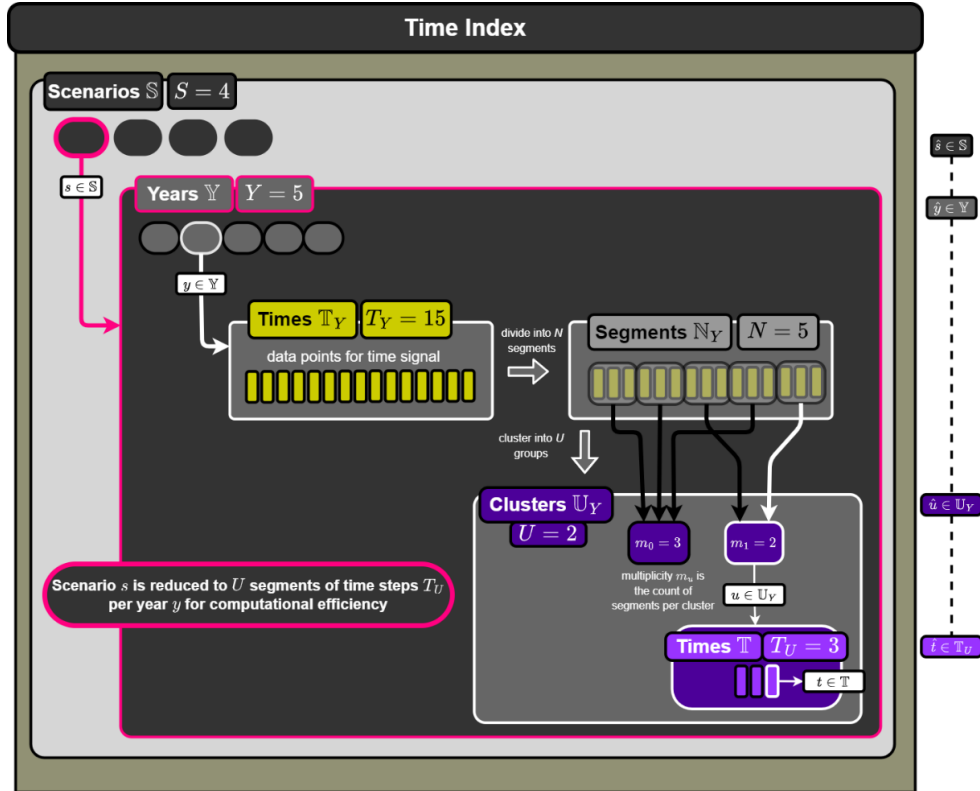 Time Index
Scenarios 𝕊 S = 4
ŝ ∈ 𝕊
s ∈ 𝕊
Years 𝕐 Y = 5
ŷ ∈ 𝕐
y ∈ 𝕐
Times 𝕋_Y T_Y = 15
data points for time signal
divide into N
segments
Segments ℕ_Y N = 5
cluster into U
groups
Clusters 𝕌_Y
U = 2
m_0 = 3
m_1 = 2
û ∈ 𝕌_Y
multiplicity m_u is
the count of
segments per cluster
u ∈ 𝕌_Y
Scenario s is reduced to U segments of time steps T_U
per year y for computational efficiency
Times 𝕋 T_U = 3
t ∈ 𝕋
t̂ ∈ 𝕋_U